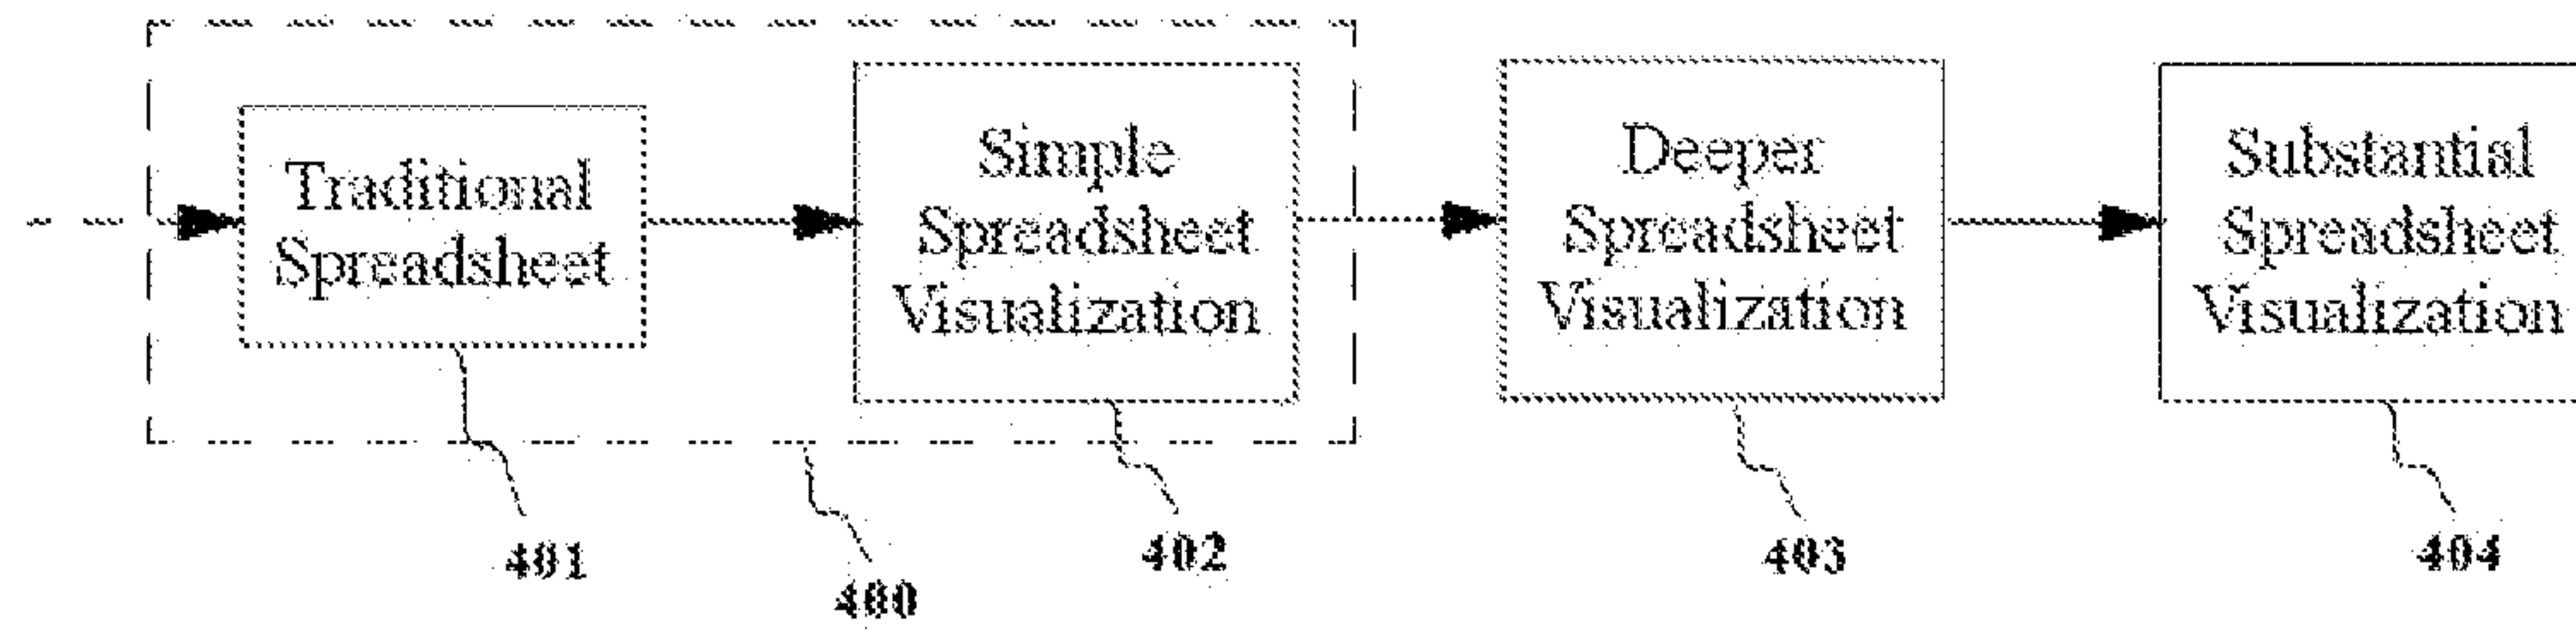 Traditional
Spreadsheet
Simple
Spreadsheet
Visualization
Deeper
Spreadsheet
Visualization
Substantial
Spreadsheet
Visualization
401
400
402
403
404